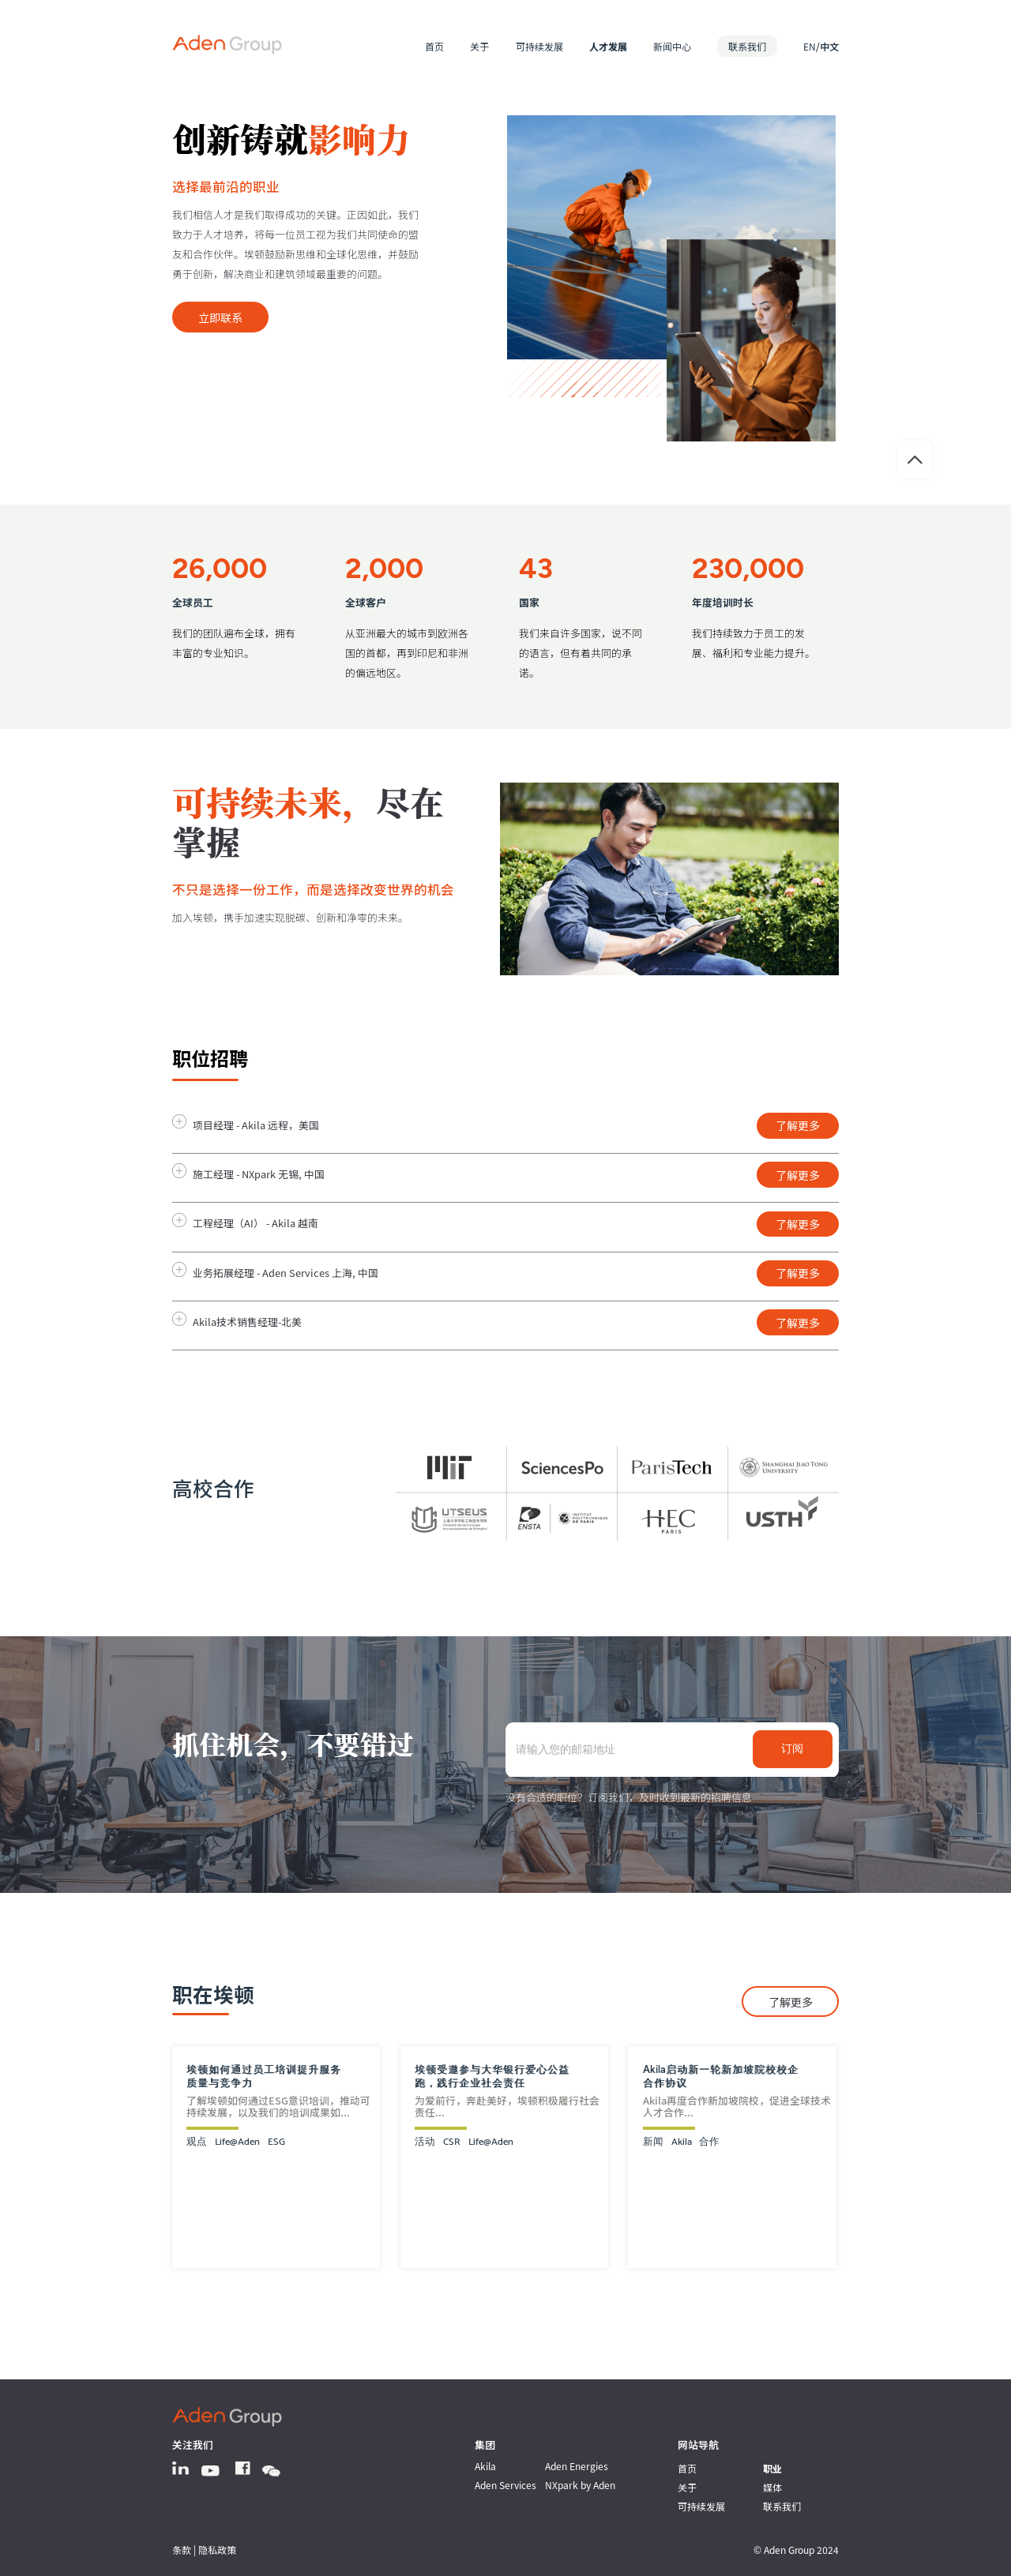 Aden Group
首页 关于 可持续发展 人才发展 新闻中心 联系我们 EN/中文
创新铸就影响力
选择最前沿的职业
我们相信人才是我们取得成功的关键。正因如此，我们
致力于人才培养，将每一位员工视为我们共同使命的盟
友和合作伙伴。埃顿鼓励新思维和全球化思维，并鼓励
勇于创新，解决商业和建筑领域最重要的问题。
立即联系
26,000
全球员工
我们的团队遍布全球，拥有
丰富的专业知识。
2,000
全球客户
从亚洲最大的城市到欧洲各
国的首都，再到印尼和非洲
的偏远地区。
43
国家
我们来自许多国家，说不同
的语言，但有着共同的承
诺。
230,000
年度培训时长
我们持续致力于员工的发
展、福利和专业能力提升。
可持续未来，尽在
掌握
不只是选择一份工作，而是选择改变世界的机会
加入埃顿，携手加速实现脱碳、创新和净零的未来。
职位招聘
项目经理 - Akila 远程，美国 了解更多
施工经理 - NXpark 无锡, 中国 了解更多
工程经理（AI） - Akila 越南 了解更多
业务拓展经理 - Aden Services 上海, 中国 了解更多
Akila技术销售经理-北美 了解更多
高校合作
MIT
SciencesPo
ParisTech
SHANGHAI JIAO TONG
UNIVERSITY
UTSEUS
ENSTA
INSTITUT
POLYTECHNIQUE
DE PARIS
HEC
PARIS
USTH
抓住机会，不要错过
请输入您的邮箱地址 订阅
没有合适的职位？订阅我们，及时收到最新的招聘信息
职在埃顿
了解更多
埃顿如何通过员工培训提升服务
质量与竞争力
了解埃顿如何通过ESG意识培训，推动可
持续发展，以及我们的培训成果如...
观点 Life@Aden ESG
埃顿受邀参与大华银行爱心公益
跑，践行企业社会责任
为爱前行，奔赴美好，埃顿积极履行社会
责任...
活动 CSR Life@Aden
Akila启动新一轮新加坡院校校企
合作协议
Akila再度合作新加坡院校，促进全球技术
人才合作...
新闻 Akila 合作
Aden Group
关注我们
集团
Akila Aden Energies
Aden Services NXpark by Aden
网站导航
首页 职业
关于 媒体
可持续发展 联系我们
条款 | 隐私政策
© Aden Group 2024